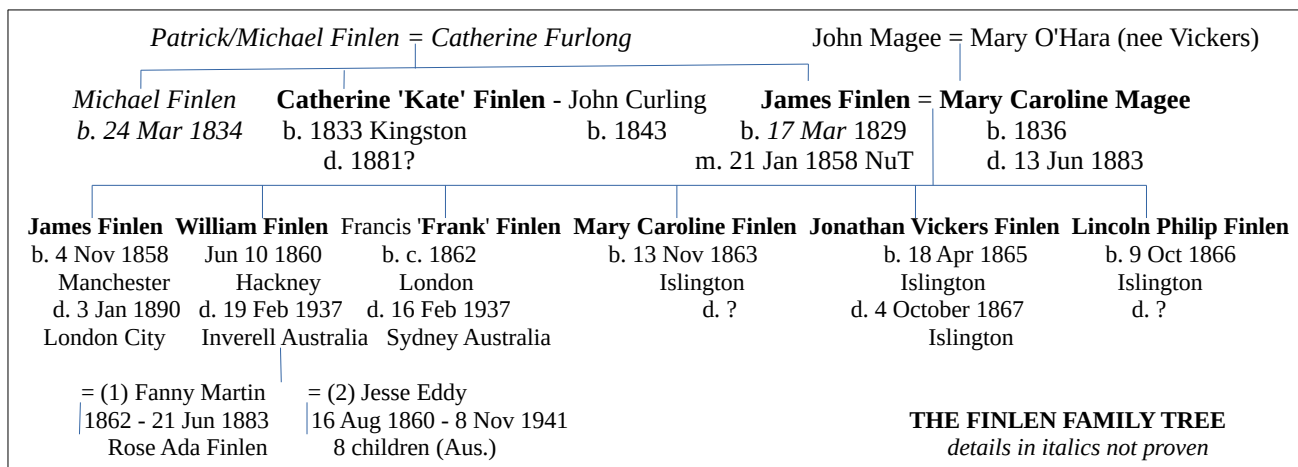 Patrick/Michael Finlen = Catherine Furlong John Magee = Mary O'Hara (nee Vickers)
Michael Finlen Catherine 'Kate' Finlen - John Curling James Finlen = Mary Caroline Magee
b. 24 Mar 1834 b. 1833 Kingston b. 1843 b. 17 Mar 1829 b. 1836
d. 1881? m. 21 Jan 1858 NuT d. 13 Jun 1883
James Finlen William Finlen Francis 'Frank' Finlen Mary Caroline Finlen Jonathan Vickers Finlen Lincoln Philip Finlen
b. 4 Nov 1858 Jun 10 1860 b. c. 1862 b. 13 Nov 1863 b. 18 Apr 1865 b. 9 Oct 1866
Manchester Hackney London Islington Islington Islington
d. 3 Jan 1890 d. 19 Feb 1937 d. 16 Feb 1937 d. ? d. 4 October 1867 d. ?
London City Inverell Australia Sydney Australia Islington
= (1) Fanny Martin = (2) Jesse Eddy
1862 - 21 Jun 1883 16 Aug 1860 - 8 Nov 1941 THE FINLEN FAMILY TREE
Rose Ada Finlen 8 children (Aus.) details in italics not proven